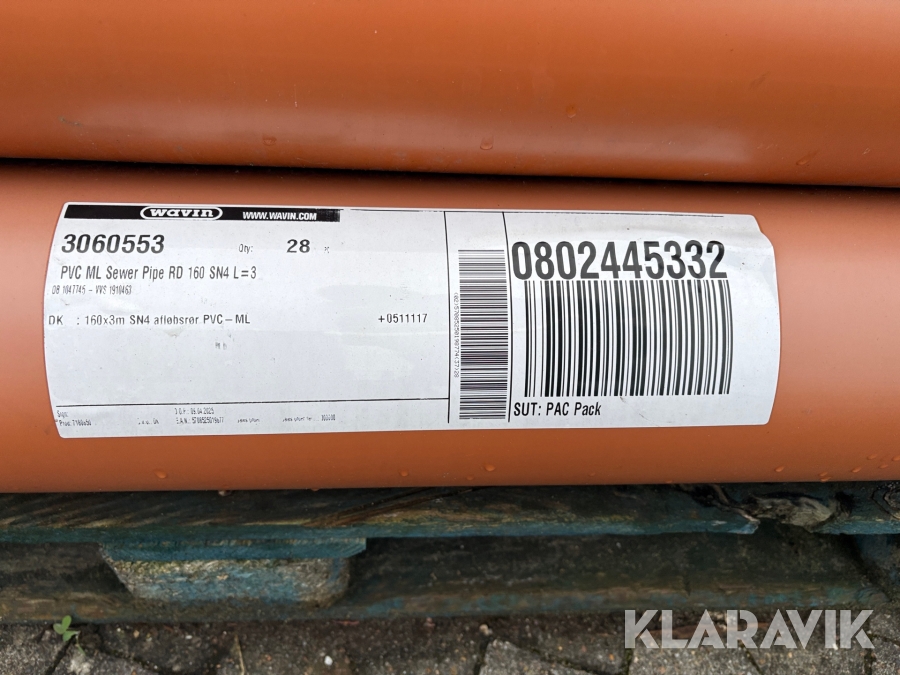 wavin WWW.WAVIN.COM
3060553 Qty: 28
PVC ML Sewer Pipe RD 160 SN4 L=3
DB 1847745 - VVS 1910463
DK : 160x3m SN4 afløbsrør PVC-ML +0511117
0802445332
SUT: PAC Pack
KLARAVIK